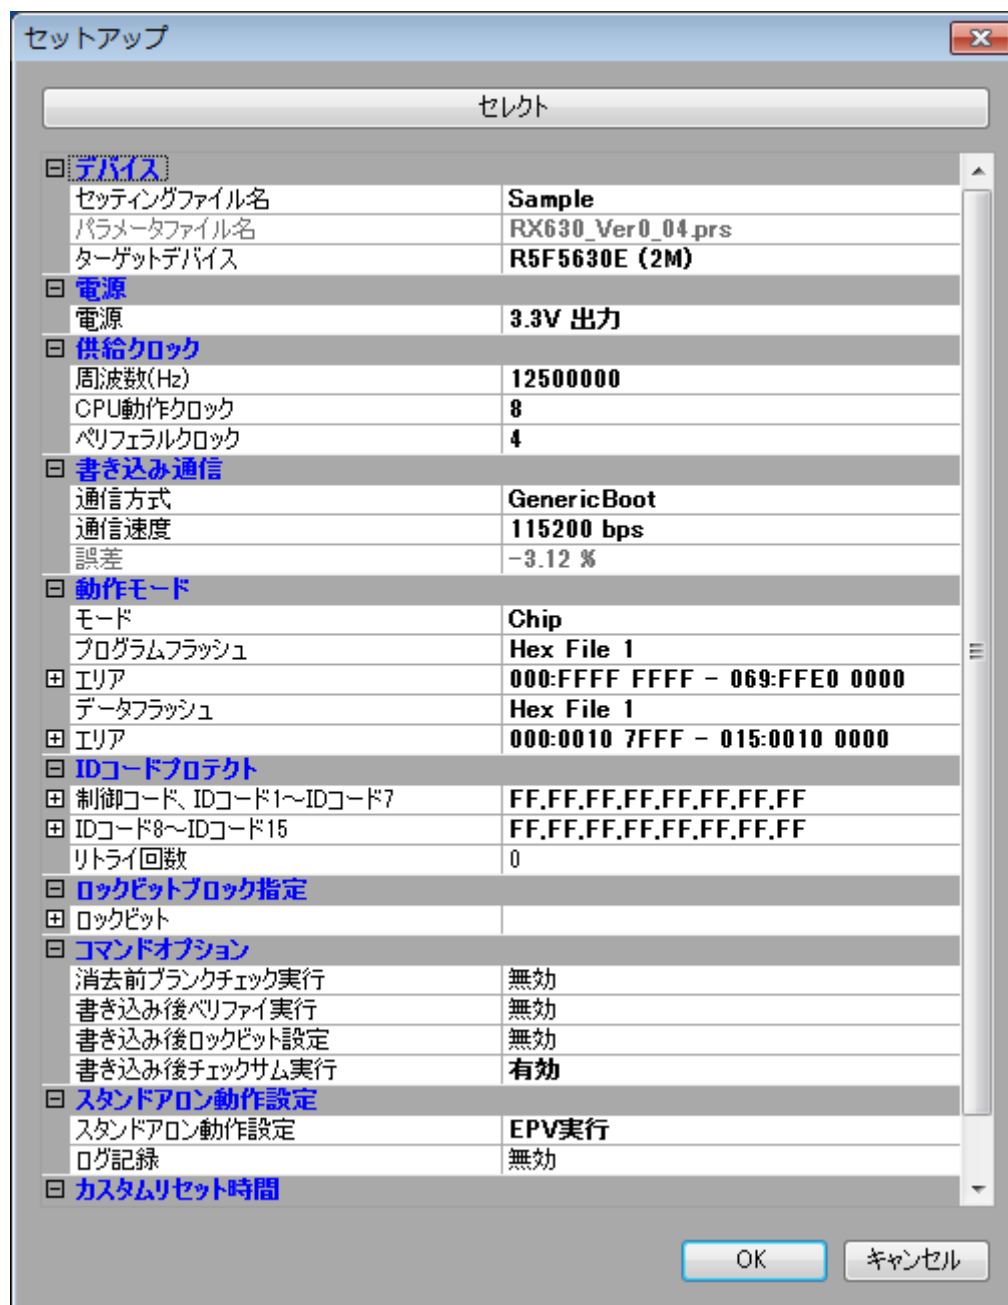 セットアップ
セレクト
デバイス
セッティングファイル名 Sample
パラメータファイル名 RX630_Ver0_04.prs
ターゲットデバイス R5F5630E (2M)
電源
電源 3.3V 出力
供給クロック
周波数(Hz) 12500000
CPU動作クロック 8
ペリフェラルクロック 4
書き込み通信
通信方式 GenericBoot
通信速度 115200 bps
誤差 -3.12 %
動作モード
モード Chip
プログラムフラッシュ Hex File 1
エリア 000:FFFF FFFF - 069:FFE0 0000
データフラッシュ Hex File 1
エリア 000:0010 7FFF - 015:0010 0000
IDコードプロテクト
制御コード、IDコード1～IDコード7 FF,FF,FF,FF,FF,FF,FF,FF
IDコード8～IDコード15 FF,FF,FF,FF,FF,FF,FF,FF
リトライ回数 0
ロックビットブロック指定
ロックビット
コマンドオプション
消去前ブランクチェック実行 無効
書き込み後ベリファイ実行 無効
書き込み後ロックビット設定 無効
書き込み後チェックサム実行 有効
スタンドアロン動作設定
スタンドアロン動作設定 EPV実行
ログ記録 無効
カスタムリセット時間
OK キャンセル